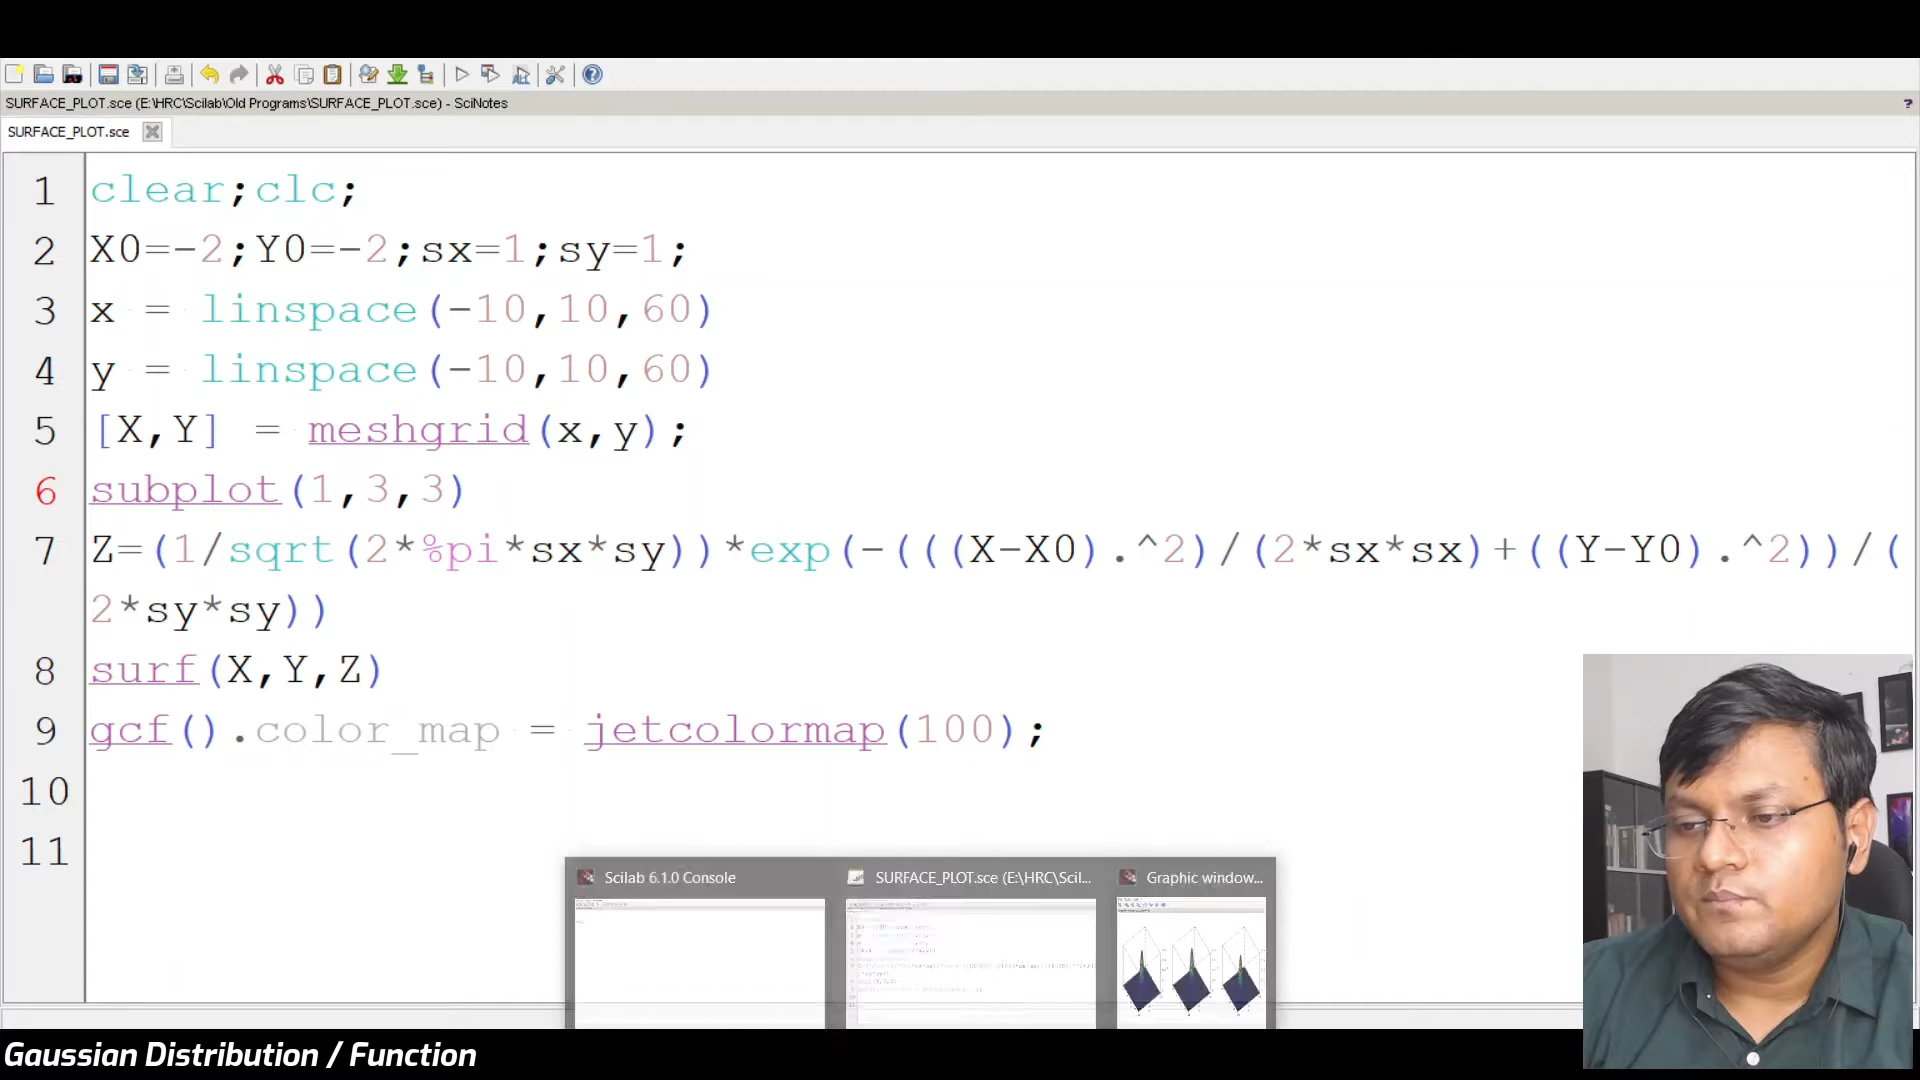 SURFACE_PLOT.sce (E:\HRC\Scilab\Old Programs\SURFACE_PLOT.sce) - SciNotes
?
SURFACE_PLOT.sce
1 clear;clc;
2 X0=-2;Y0=-2;sx=1;sy=1;
3 x = linspace(-10,10,60)
4 y = linspace(-10,10,60)
5 [X,Y] = meshgrid(x,y);
6 subplot(1,3,3)
7 Z=(1/sqrt(2*%pi*sx*sy))*exp(-(((X-X0).^2)/(2*sx*sx)+((Y-Y0).^2))/(
2*sy*sy))
8 surf(X,Y,Z)
9 gcf().color_map = jetcolormap(100);
10
11
Scilab 6.1.0 Console
SURFACE_PLOT.sce (E:\HRC\Scil...
Graphic window...
Gaussian Distribution / Function